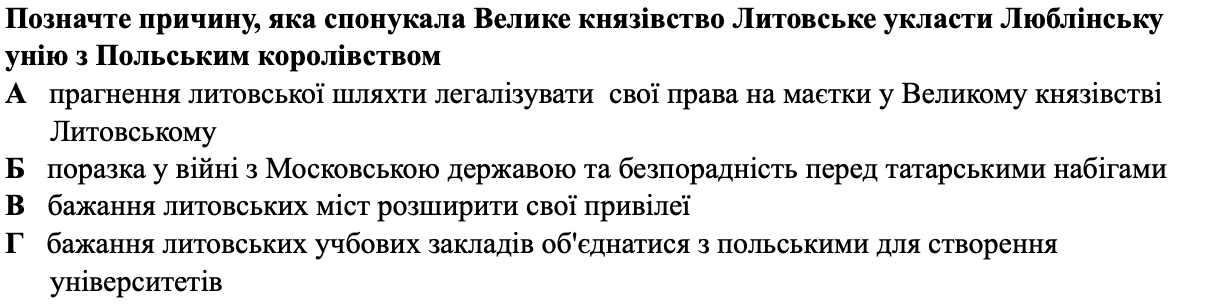 Позначте причину, яка спонукала Велике князівство Литовське укласти Люблінську
унію з Польським королівством
А прагнення литовської шляхти легалізувати свої права на маєтки у Великому князівстві
Литовському
Б поразка у війні з Московською державою та безпорадність перед татарськими набігами
В бажання литовських міст розширити свої привілеї
Г бажання литовських учбових закладів об'єднатися з польськими для створення
університетів